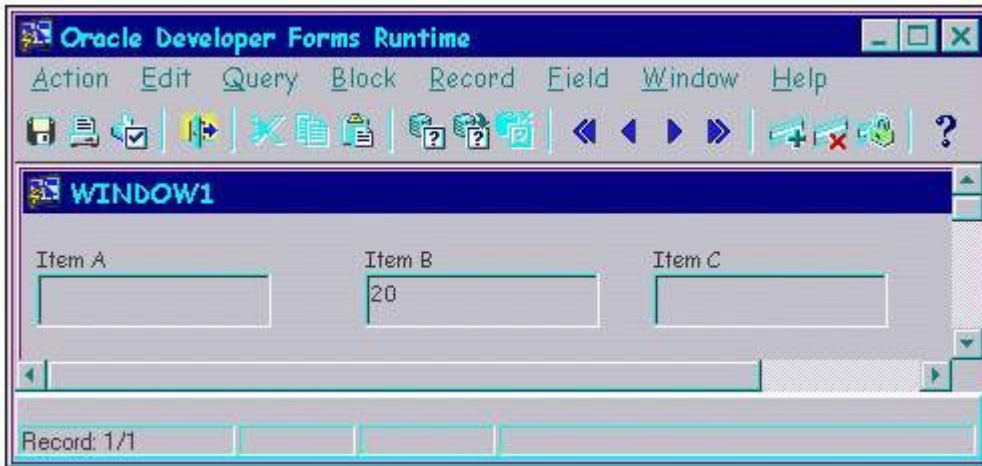 Oracle Developer Forms Runtime
Action Edit Query Block Record Field Window Help
WINDOW1
Item A Item B Item C
20
Record: 1/1